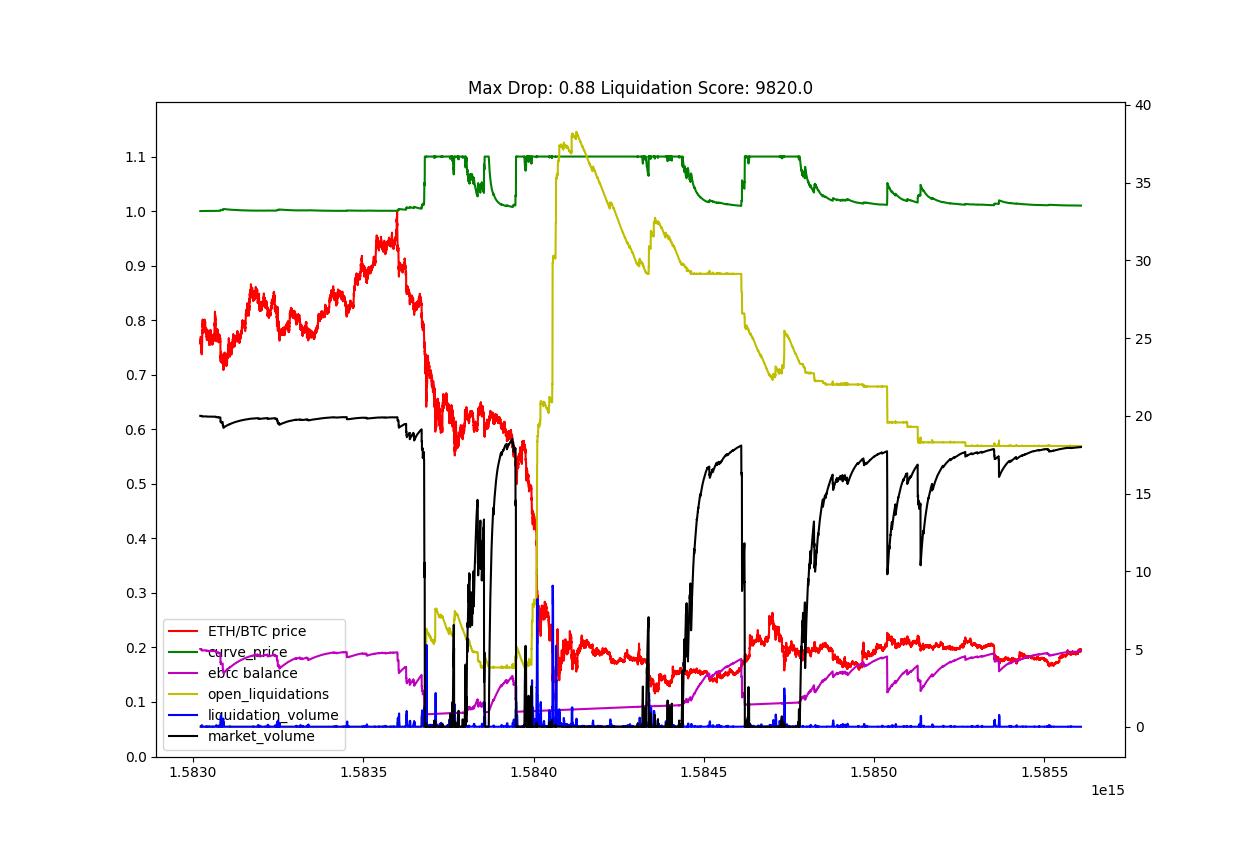 Max Drop: 0.88 Liquidation Score: 9820.0
40
1.1
35
1.0
0.9
30
0.8
25
0.7
20
0.6
15
0.5
0.4
10
0.3
ETH/BTC price
curve_price
0.2
5
ebtc balance
open_liquidations
0.1
liquidation_volume
0
market_volume
0.0
1.5830 1.5835 1.5840 1.5845 1.5850 1.5855
1e15